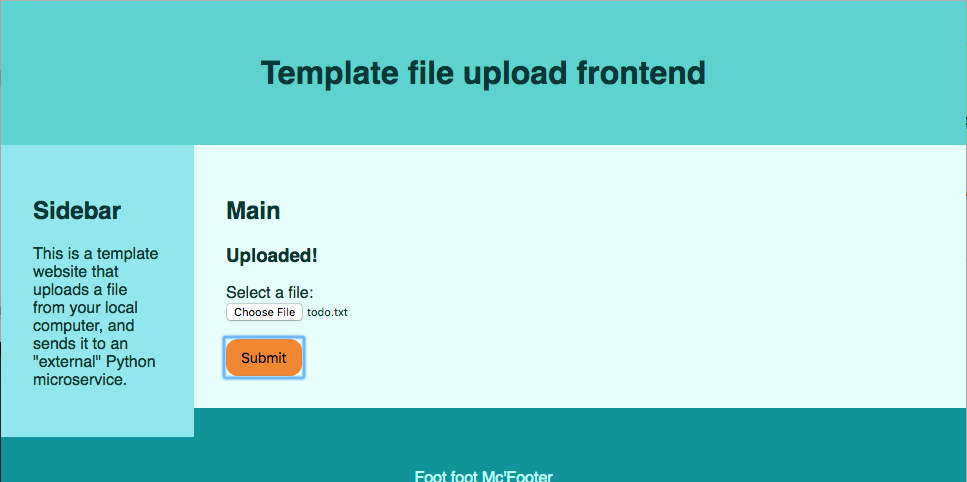 Template file upload frontend
Sidebar
This is a template
website that
uploads a file
from your local
computer, and
sends it to an
"external" Python
microservice.
Main
Uploaded!
Select a file:
Choose File todo.txt
Submit
Foot foot Mc'Footer